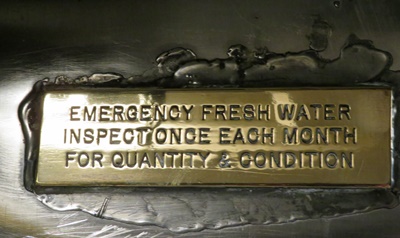 EMERGENCY FRESH WATER
INSPECT ONCE EACH MONTH
FOR QUANTITY & CONDITION